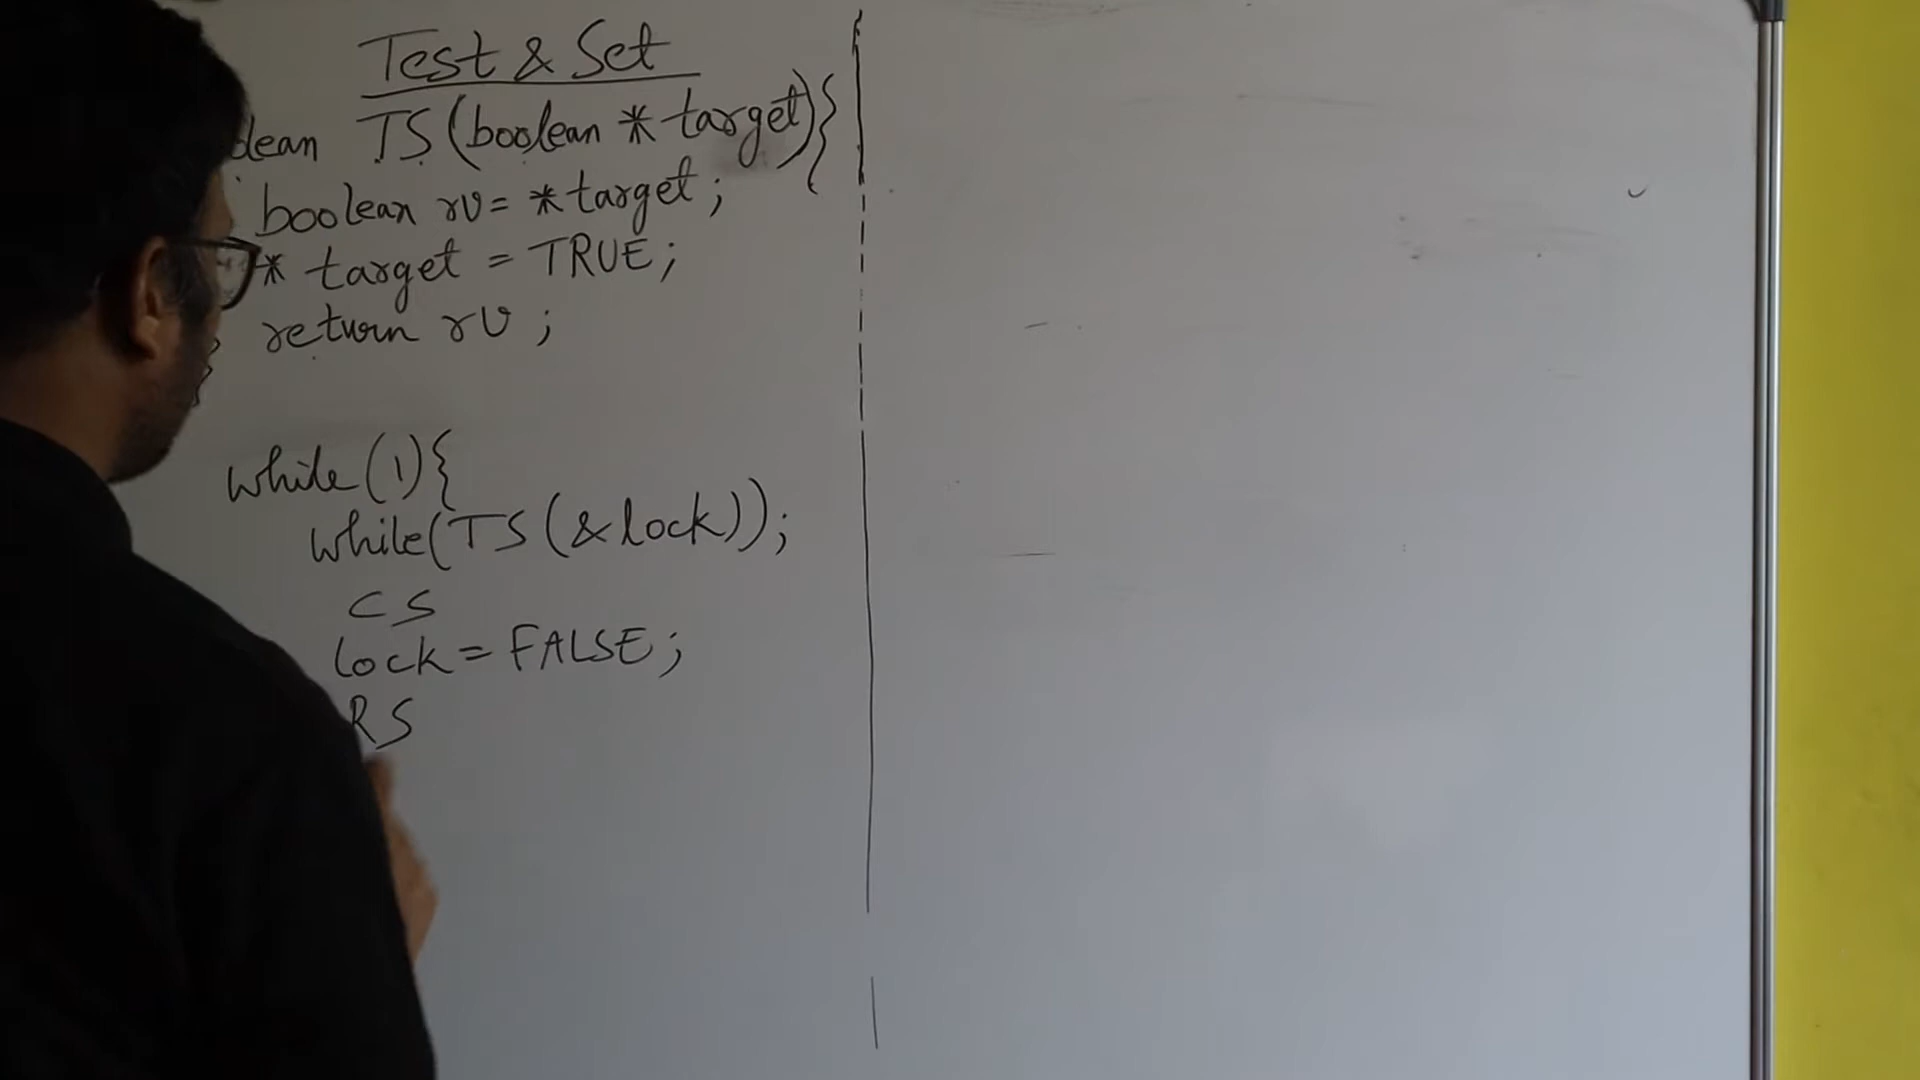 Test & Set
lean TS (boolean * target) {
boolean rv = * target ;
* target = TRUE ;
return rv ;
while (1) {
while (TS (& lock)) ;
CS
lock = FALSE ;
RS